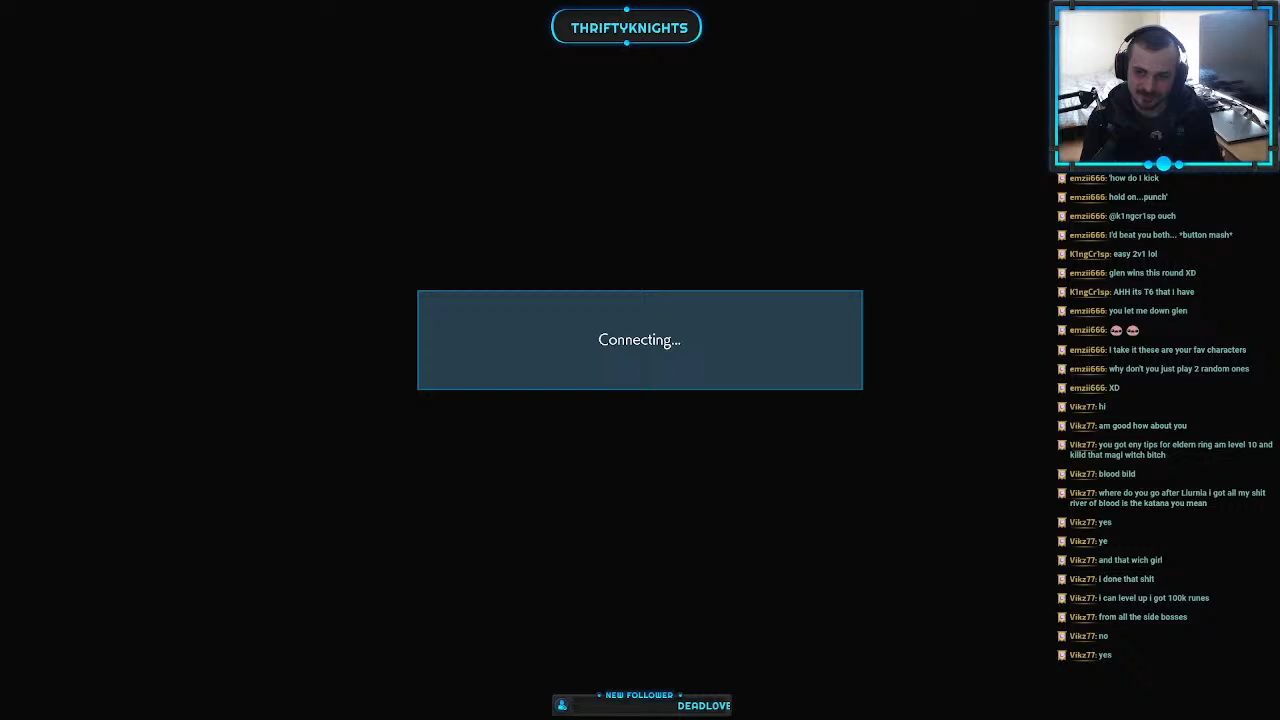 THRIFTYKNIGHTS
Connecting...
emzii666: 'how do I kick
emzii666: hold on...punch'
emzii666: @k1ngcr1sp ouch
emzii666: I'd beat you both... *button mash*
K1ngCr1sp: easy 2v1 lol
emzii666: glen wins this round XD
K1ngCr1sp: AHH its T6 that I have
emzii666: you let me down glen
emzii666:
emzii666: I take it these are your fav characters
emzii666: why don't you just play 2 random ones
emzii666: XD
Vikz77: hi
Vikz77: am good how about you
Vikz77: you got eny tips for eldern ring am level 10 and
killd that magi witch bitch
Vikz77: blood bild
Vikz77: where do you go after Liurnia i got all my shit
river of blood is the katana you mean
Vikz77: yes
Vikz77: ye
Vikz77: and that wich girl
Vikz77: i done that shit
Vikz77: i can level up i got 100k runes
Vikz77: from all the side bosses
Vikz77: no
Vikz77: yes
NEW FOLLOWER
DEADLOVE